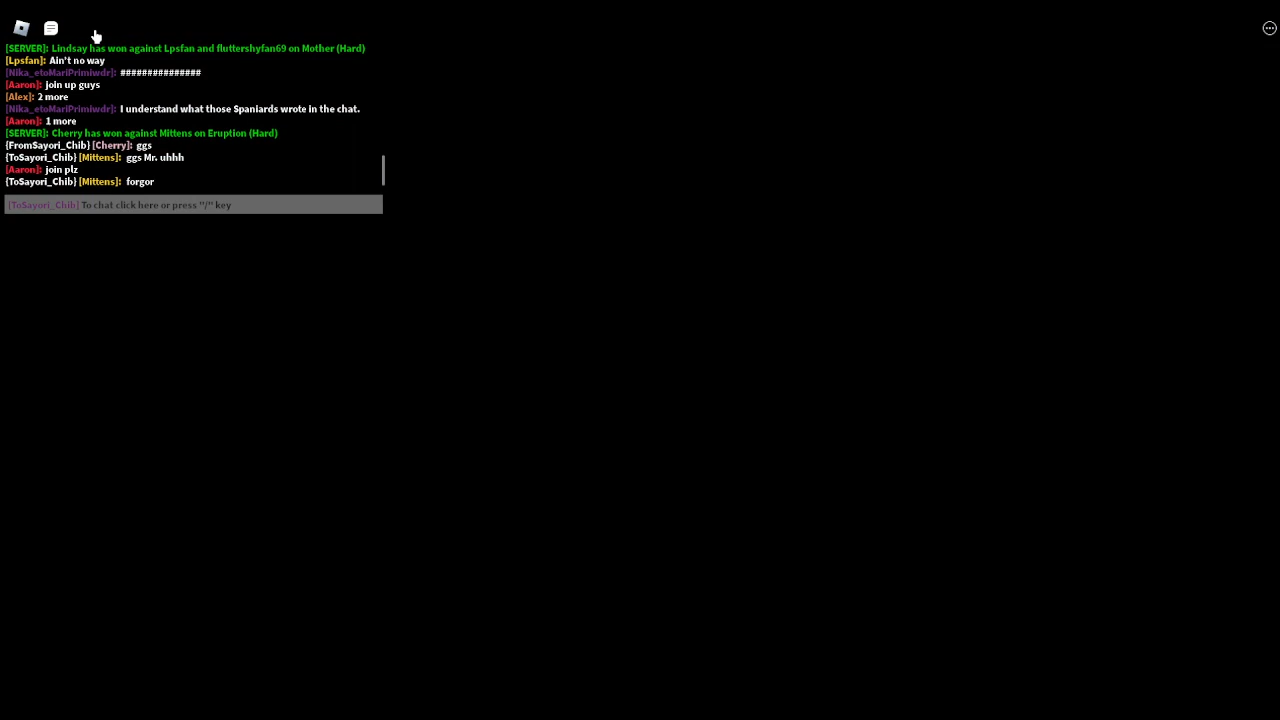 [SERVER]: Lindsay has won against Lpsfan and fluttershyfan69 on Mother (Hard)
[Lpsfan]: Ain't no way
[Nika_etoMariPrimiwdr]: ###############
[Aaron]: join up guys
[Alex]: 2 more
[Nika_etoMariPrimiwdr]: I understand what those Spaniards wrote in the chat.
[Aaron]: 1 more
[SERVER]: Cherry has won against Mittens on Eruption (Hard)
{FromSayori_Chib} [Cherry]: ggs
{ToSayori_Chib} [Mittens]: ggs Mr. uhhh
[Aaron]: join plz
{ToSayori_Chib} [Mittens]: forgor
[ToSayori_Chib] To chat click here or press "/" key